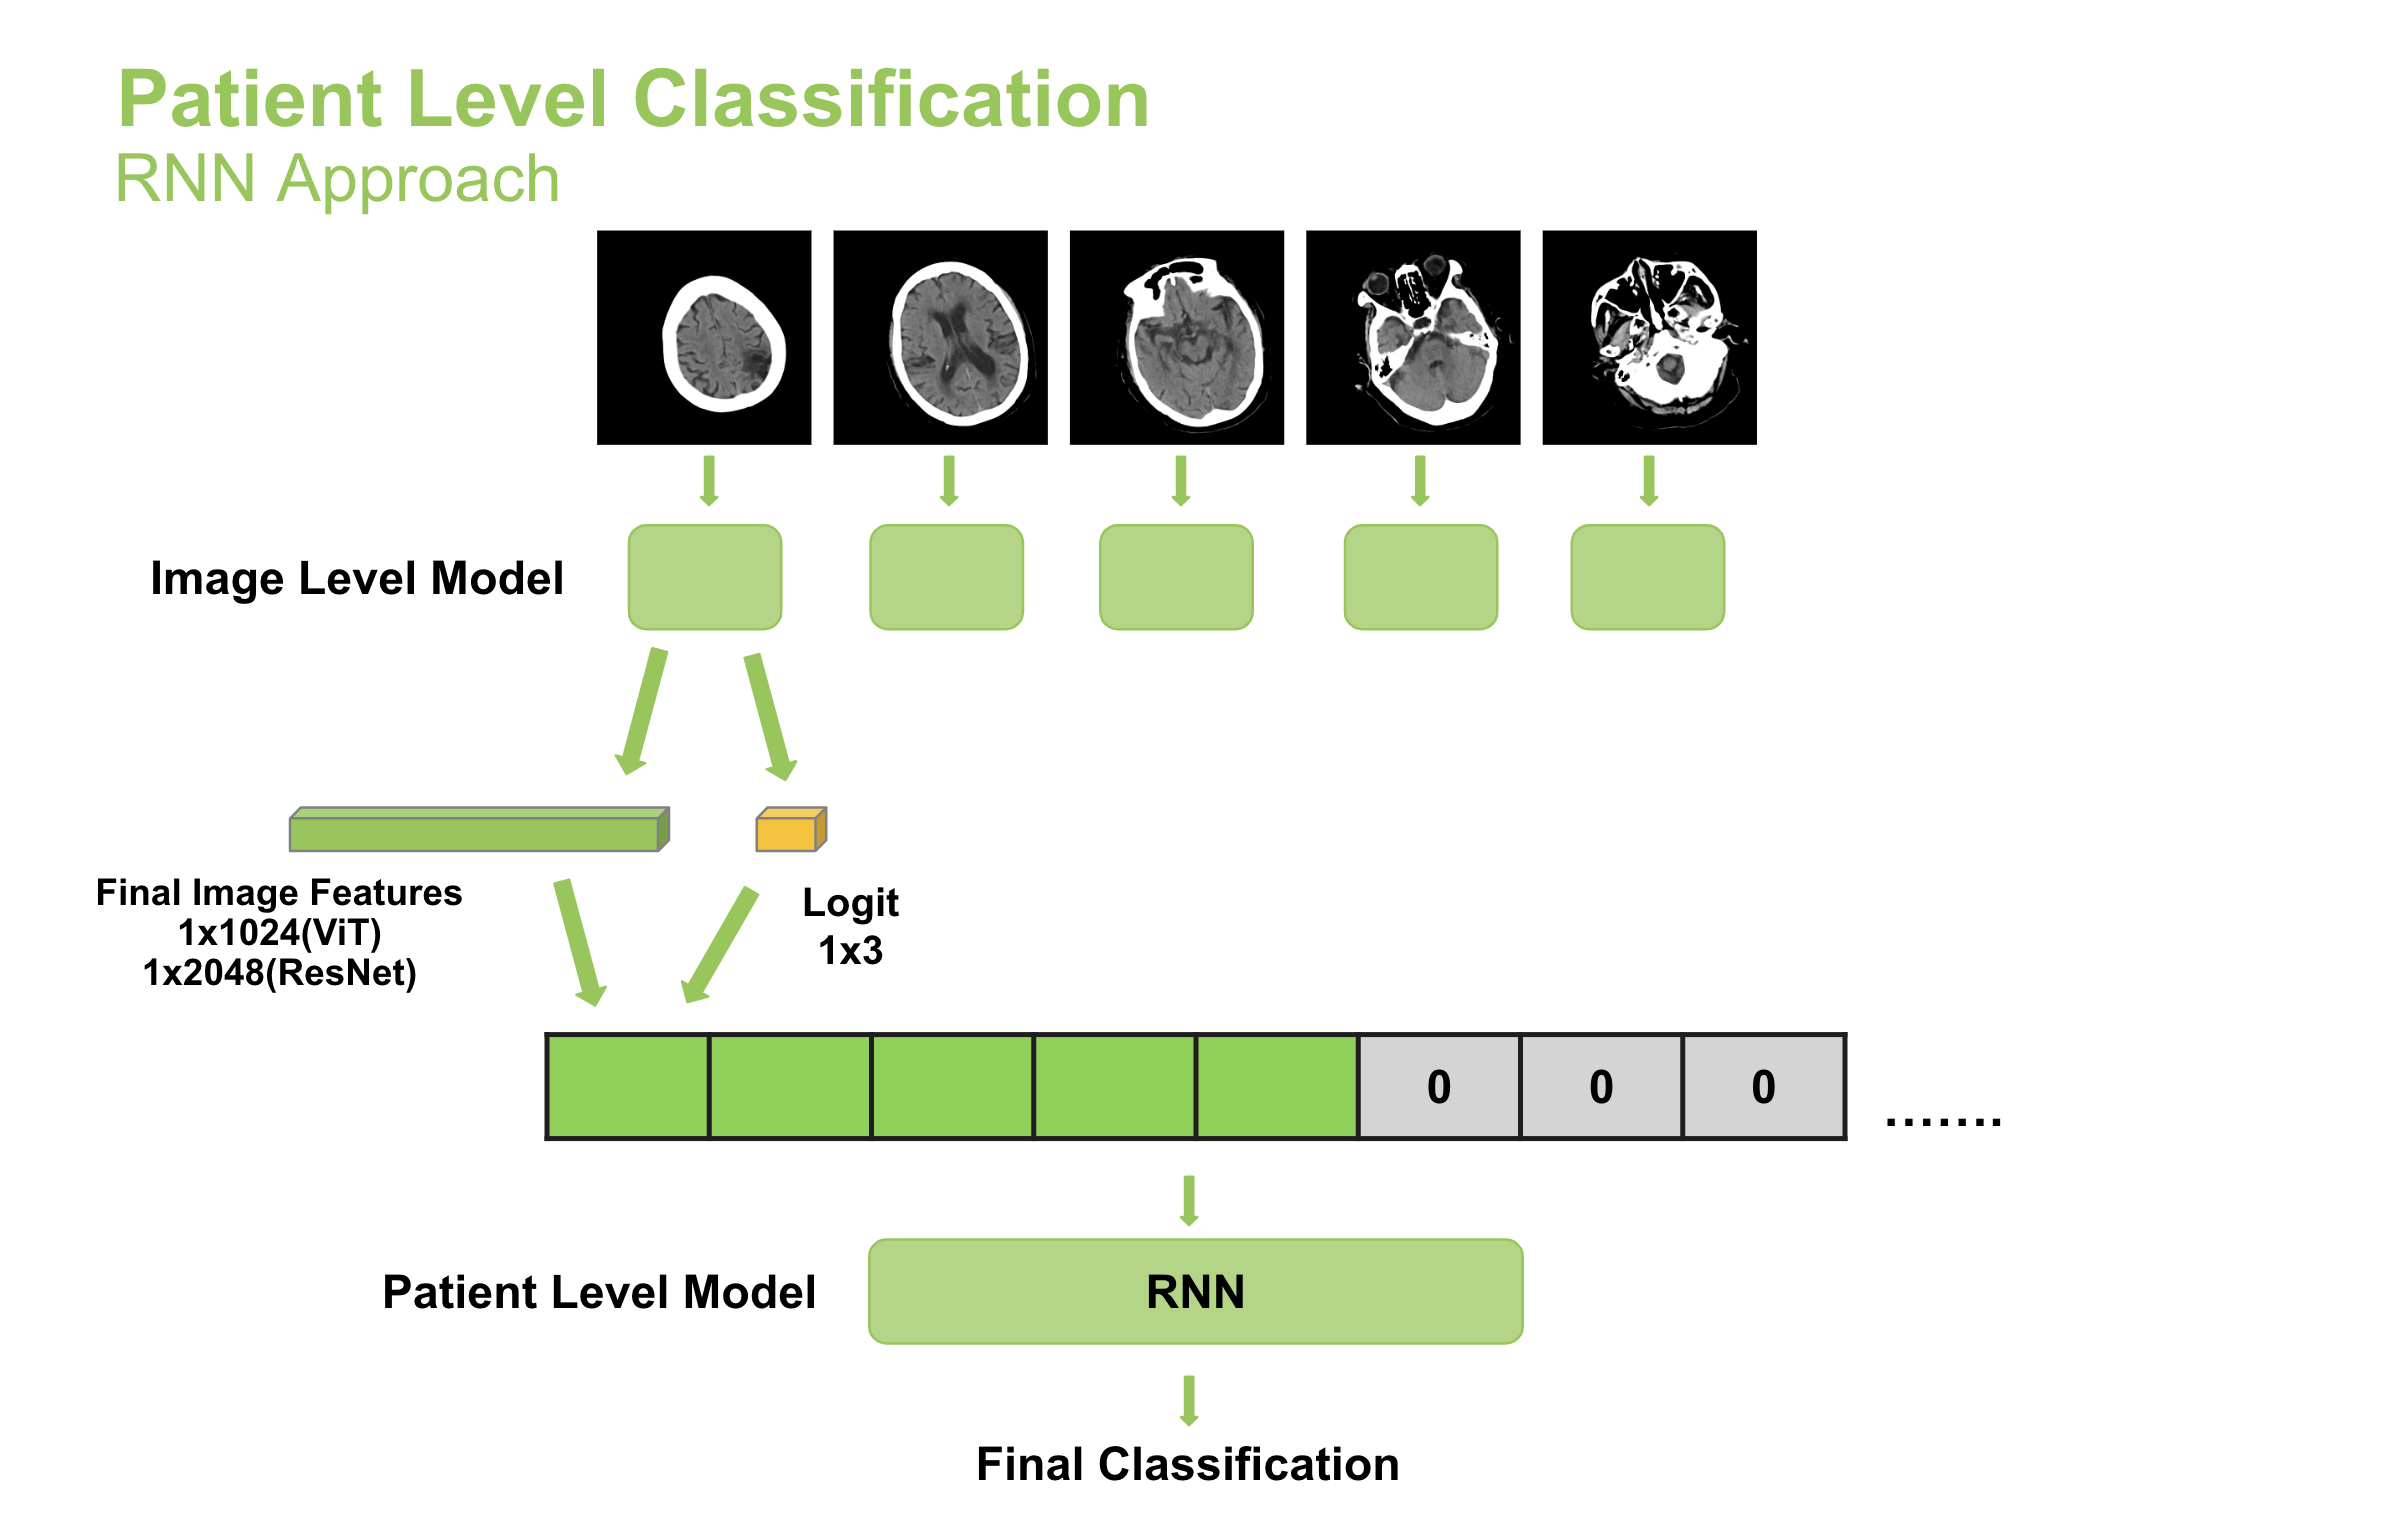 Patient Level Classification
RNN Approach
Image Level Model
Final Image Features
1x1024(ViT)
1x2048(ResNet)
Logit
1x3
0 0 0 .......
Patient Level Model
RNN
Final Classification